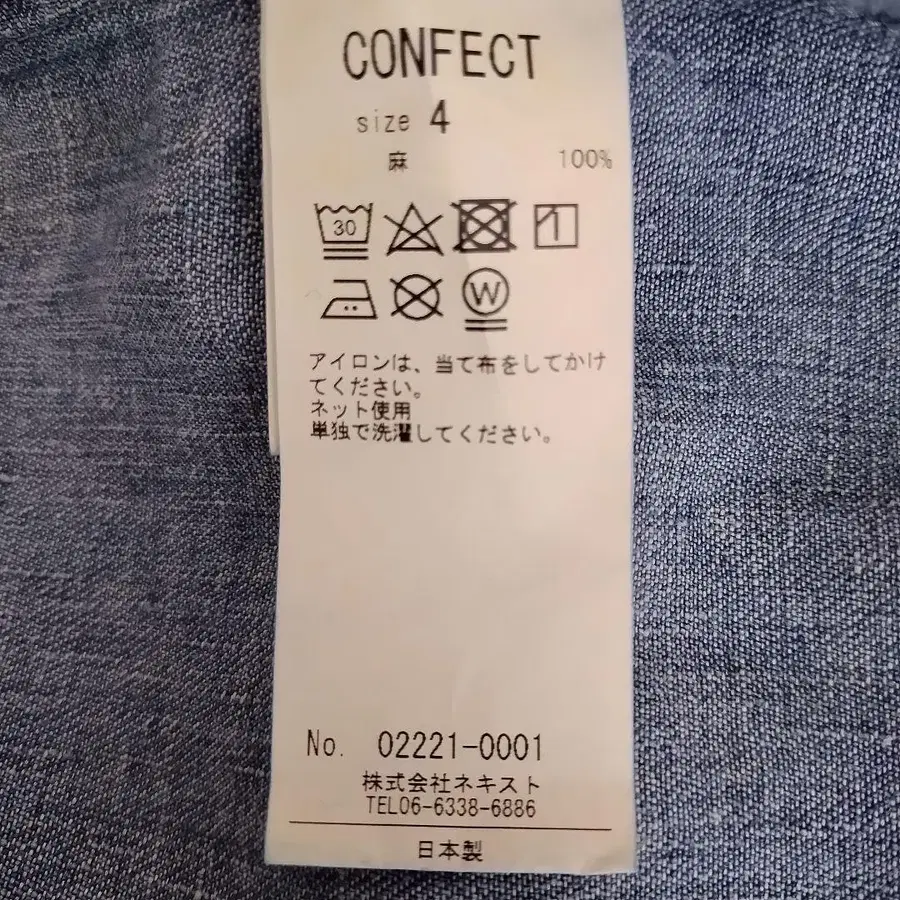 CONFECT
size 4
麻 100%
30
W
アイロンは、当て布をしてかけ
てください。
ネット使用
単独で洗濯してください。
No. 02221-0001
株式会社ネキスト
TEL06-6338-6886
日本製